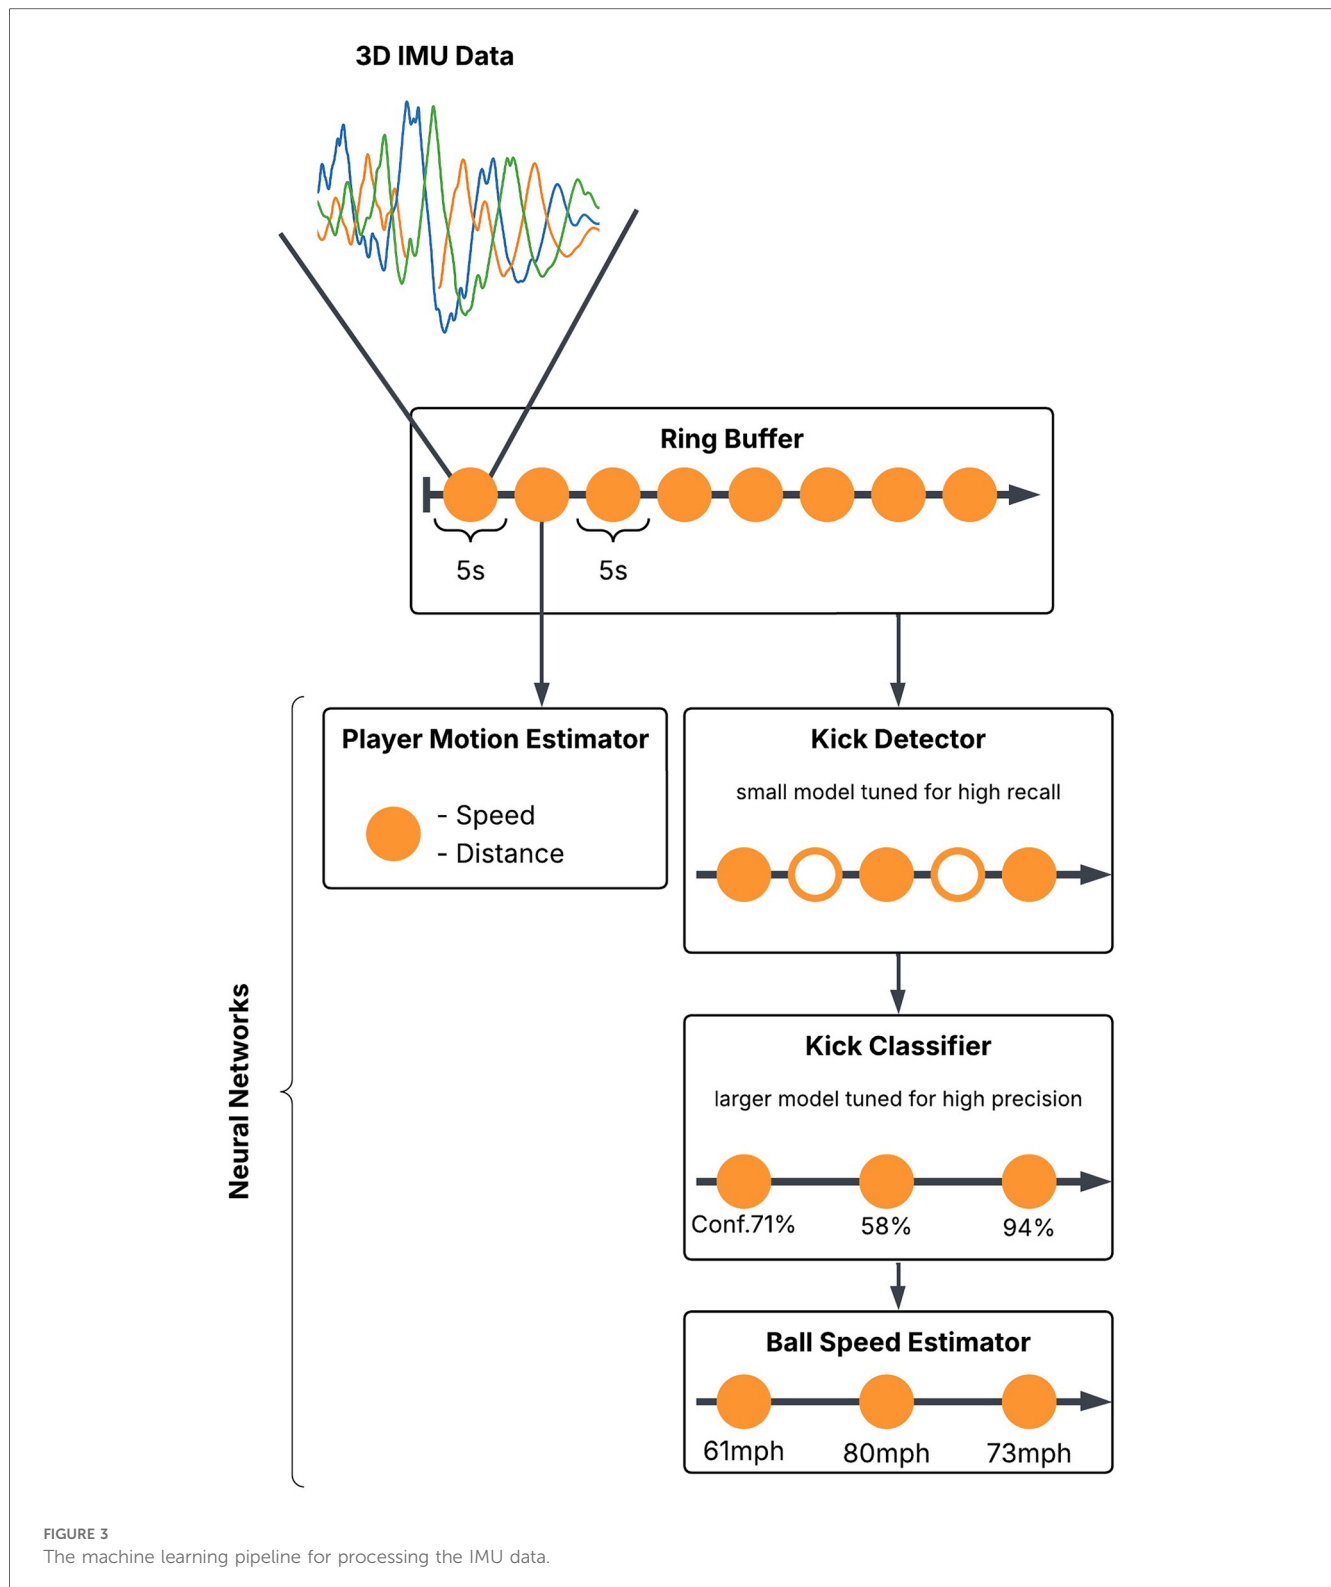 3D IMU Data
Ring Buffer
5s
5s
Player Motion Estimator
- Speed
- Distance
Kick Detector
small model tuned for high recall
Neural Networks
Kick Classifier
larger model tuned for high precision
Conf.71%
58%
94%
Ball Speed Estimator
61mph
80mph
73mph
FIGURE 3
The machine learning pipeline for processing the IMU data.